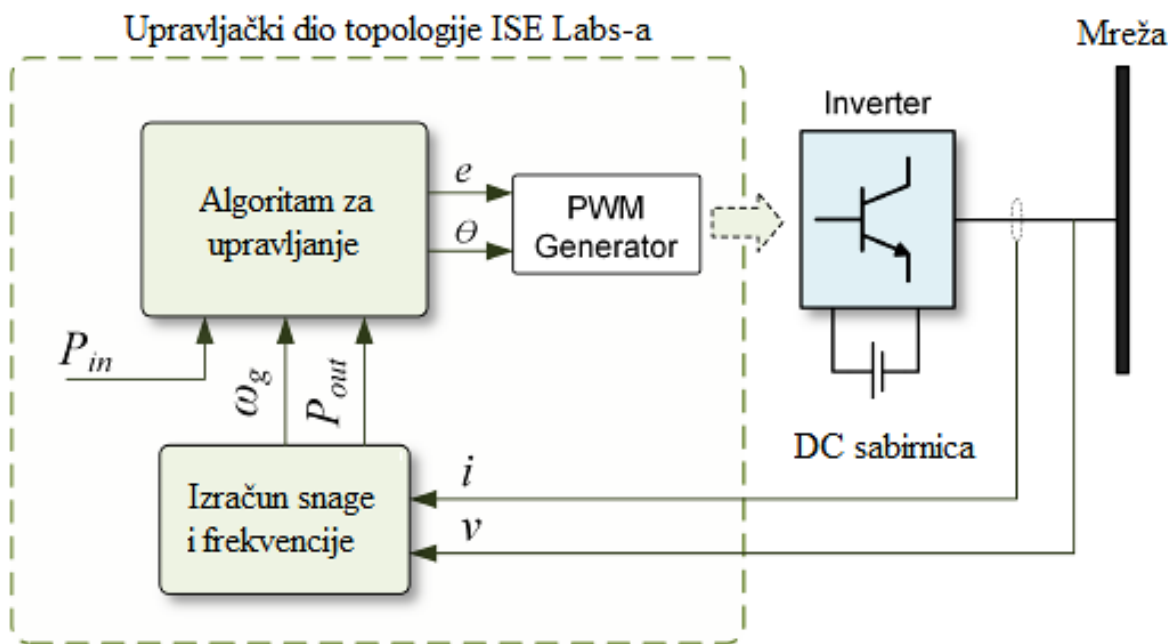 Upravljački dio topologije ISE Labs-a
Mreža
Inverter
Algoritam za
upravljanje
e
θ
PWM
Generator
P_in
ω_g
P_out
DC sabirnica
Izračun snage
i frekvencije
i
v